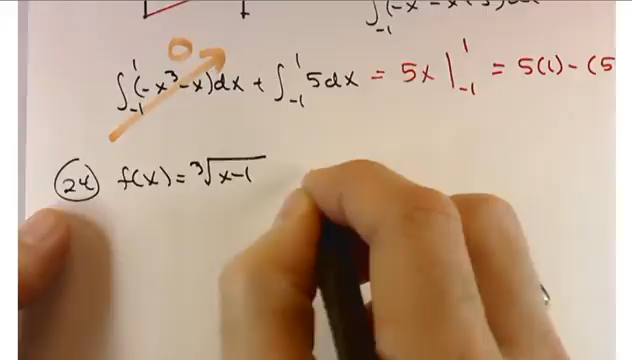 0
∫₋₁¹ (-x³-x)dx + ∫₋₁¹ 5dx = 5x |₋₁¹ = 5(1) - (5
24 f(x) = ³√x-1